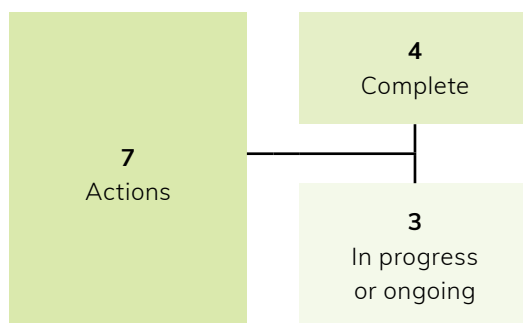 7
Actions
4
Complete
3
In progress
or ongoing